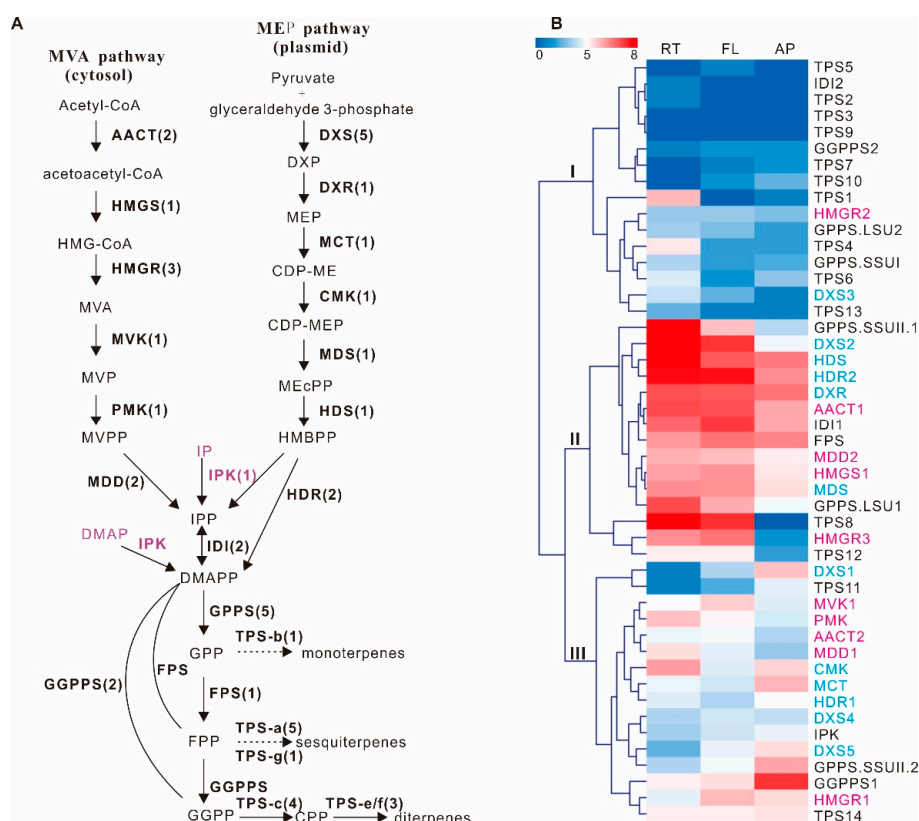 A
MVA pathway
(cytosol)
Acetyl-CoA
AACT(2)
acetoacetyl-CoA
HMGS(1)
HMG-CoA
HMGR(3)
MVA
MVK(1)
MVP
PMK(1)
MVPP
MDD(2)
MEP pathway
(plasmid)
Pyruvate
+
glyceraldehyde 3-phosphate
DXS(5)
DXP
DXR(1)
MEP
MCT(1)
CDP-ME
CMK(1)
CDP-MEP
MDS(1)
MEcPP
HDS(1)
HMBPP
IP
IPK(1)
HDR(2)
IPP
DMAP
IPK
IDI(2)
DMAPP
GPPS(5)
TPS-b(1)
GPP
monoterpenes
GGPPS(2)
FPS
FPS(1)
TPS-a(5)
FPP
sesquiterpenes
TPS-g(1)
GGPPS
TPS-c(4)
TPS-e/f(3)
GGPP
CPP
diterpenes
B
0 5 8
RT FL AP
I
II
III
TPS5
IDI2
TPS2
TPS3
TPS9
GGPPS2
TPS7
TPS10
TPS1
HMGR2
GPPS.LSU2
TPS4
GPPS.SSUI
TPS6
DXS3
TPS13
GPPS.SSUII.1
DXS2
HDS
HDR2
DXR
AACT1
IDI1
FPS
MDD2
HMGS1
MDS
GPPS.LSU1
TPS8
HMGR3
TPS12
DXS1
TPS11
MVK1
PMK
AACT2
MDD1
CMK
MCT
HDR1
DXS4
IPK
DXS5
GPPS.SSUII.2
GGPPS1
HMGR1
TPS14